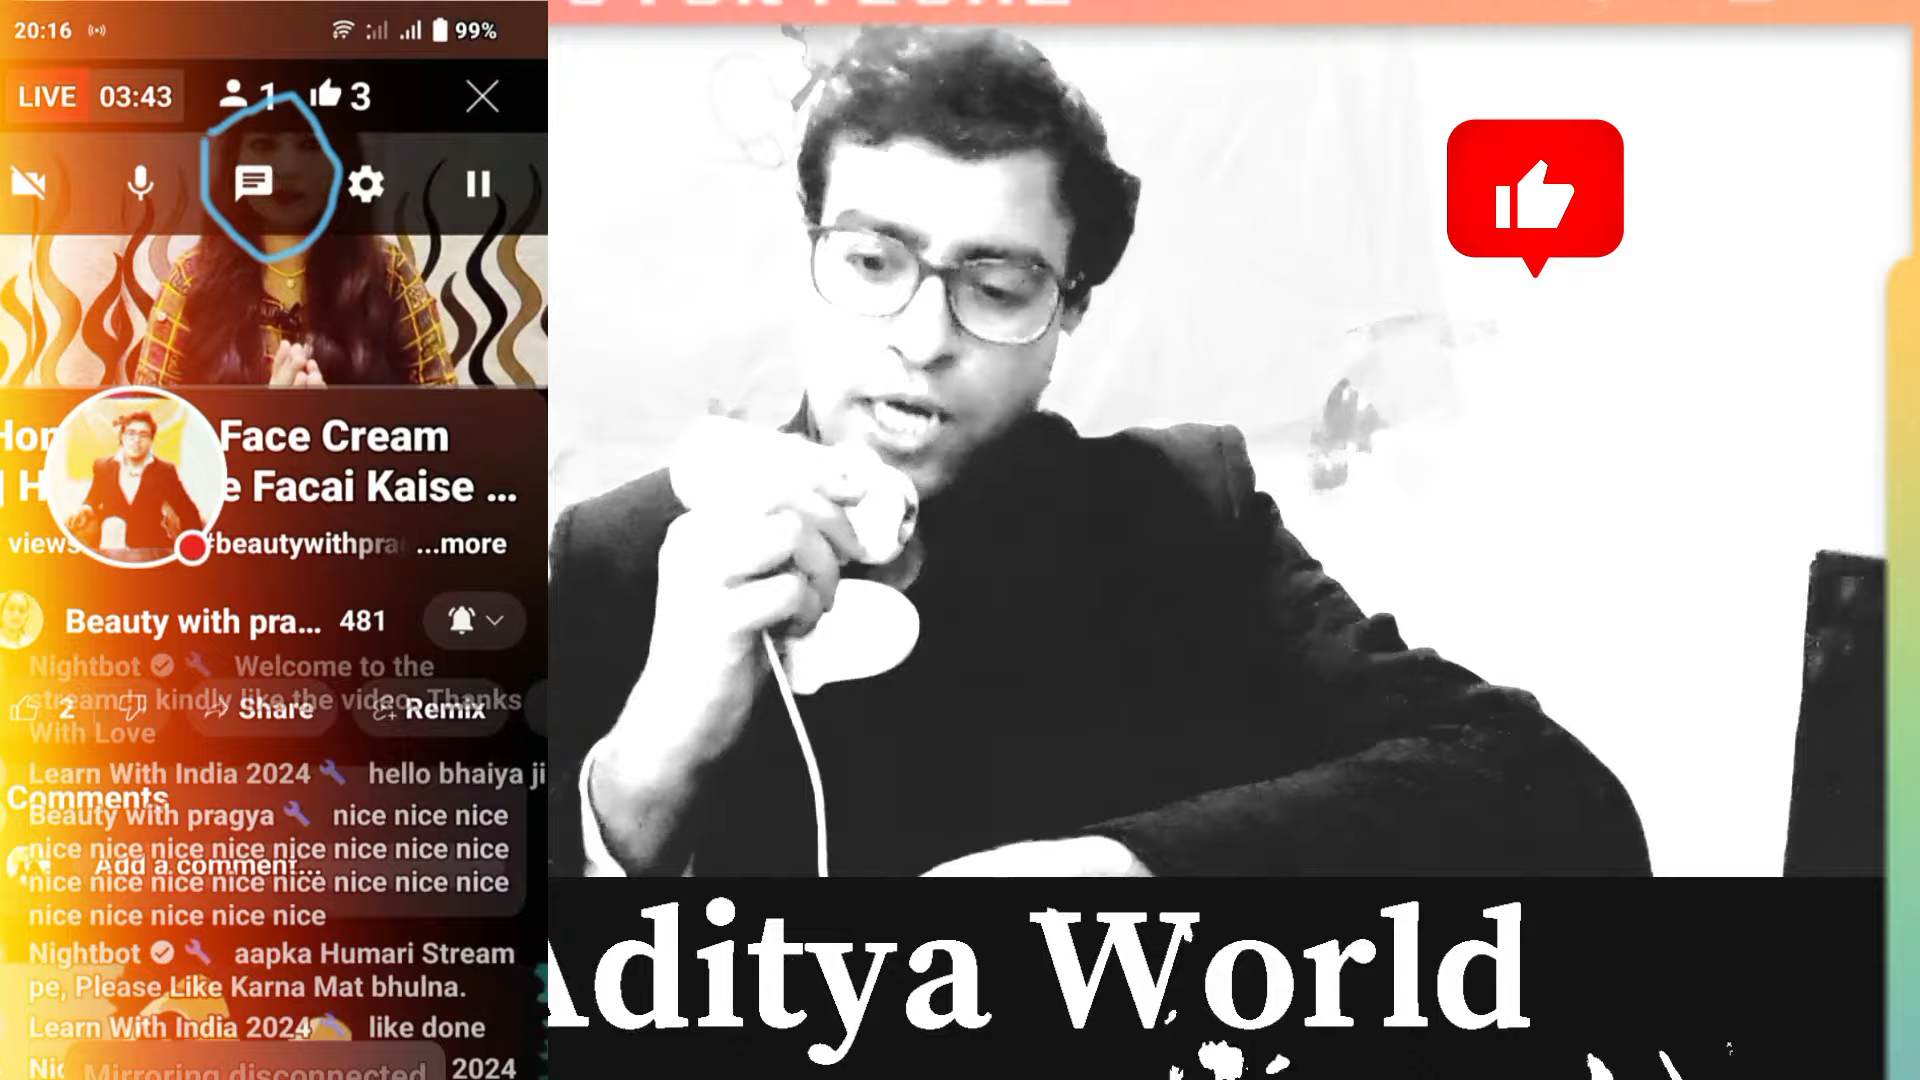 20:16 99%
LIVE 03:43 1 3
Face Cream
| H e Facai Kaise ...
views #beautywithpra ...more
Beauty with pra... 481
Nightbot Welcome to the
stream, kindly like the video. Thanks
With Love
2 Share Remix
Learn With India 2024 hello bhaiya ji
Comments
Beauty with pragya nice nice nice
nice nice nice nice nice nice nice nice
Add a comment...
nice nice nice nice nice nice nice nice
nice nice nice nice nice
Nightbot aapka Humari Stream
pe, Please Like Karna Mat bhulna.
Learn With India 2024 like done
Mirroring disconnected 2024
Aditya World